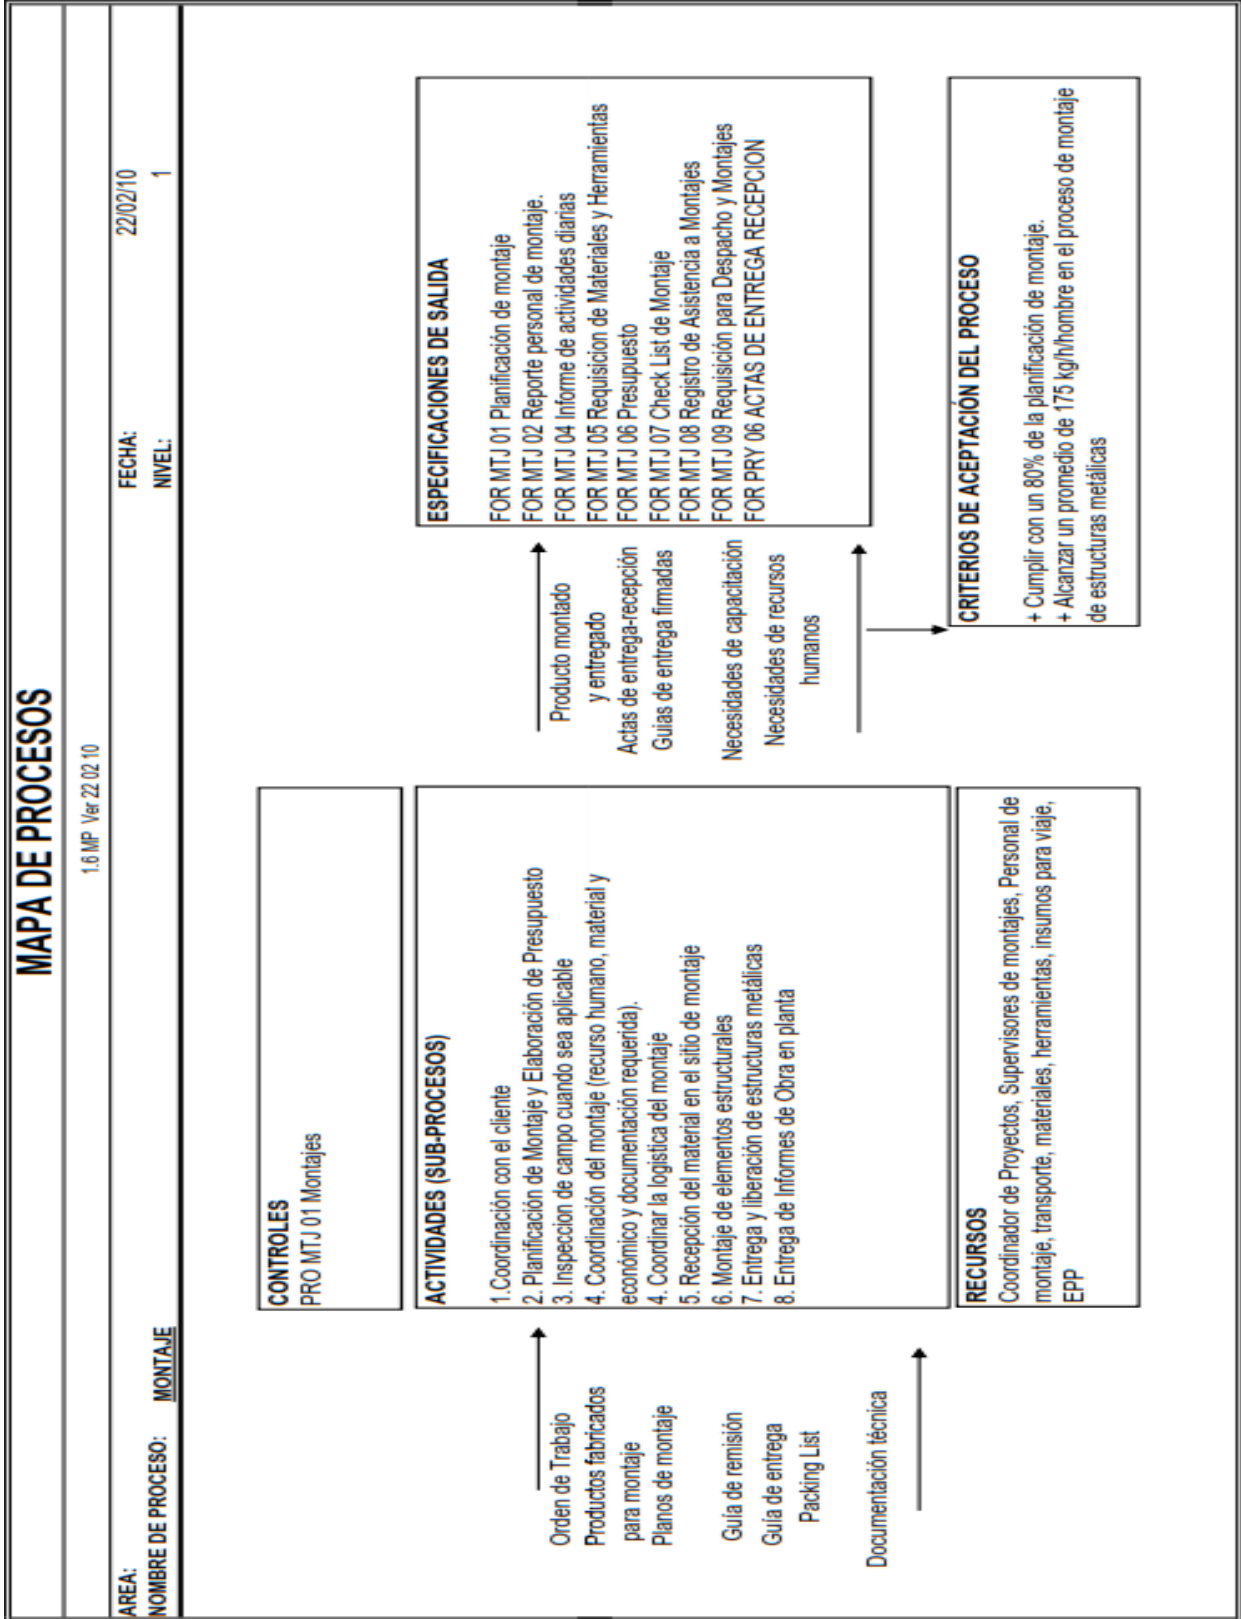 MAPA DE PROCESOS
1.6 MP Ver 22 02 10
AREA:
FECHA: 22/02/10
NOMBRE DE PROCESO: MONTAJE
NIVEL: 1
CONTROLES
PRO MTJ 01 Montajes
Orden de Trabajo
Productos fabricados
para montaje
Planos de montaje
Guía de remisión
Guía de entrega
Packing List
Documentación técnica
ACTIVIDADES (SUB-PROCESOS)
1.Coordinación con el cliente
2. Planificación de Montaje y Elaboración de Presupuesto
3. Inspeccion de campo cuando sea aplicable
4. Coordinación del montaje (recurso humano, material y
económico y documentación requerida).
4. Coordinar la logistica del montaje
5. Recepción del material en el sitio de montaje
6. Montaje de elementos estructurales
7. Entrega y liberación de estructuras metálicas
8. Entrega de Informes de Obra en planta
RECURSOS
Coordinador de Proyectos, Supervisores de montajes, Personal de
montaje, transporte, materiales, herramientas, insumos para viaje,
EPP
Producto montado
y entregado
Actas de entrega-recepción
Guias de entrega firmadas
Necesidades de capacitación
Necesidades de recursos
humanos
ESPECIFICACIONES DE SALIDA
FOR MTJ 01 Planificación de montaje
FOR MTJ 02 Reporte personal de montaje.
FOR MTJ 04 Informe de actividades diarias
FOR MTJ 05 Requisicion de Materiales y Herramientas
FOR MTJ 06 Presupuesto
FOR MTJ 07 Check List de Montaje
FOR MTJ 08 Registro de Asistencia a Montajes
FOR MTJ 09 Requisición para Despacho y Montajes
FOR PRY 06 ACTAS DE ENTREGA RECEPCION
CRITERIOS DE ACEPTACIÓN DEL PROCESO
+ Cumplir con un 80% de la planificación de montaje.
+ Alcanzar un promedio de 175 kg/h/hombre en el proceso de montaje
de estructuras metálicas